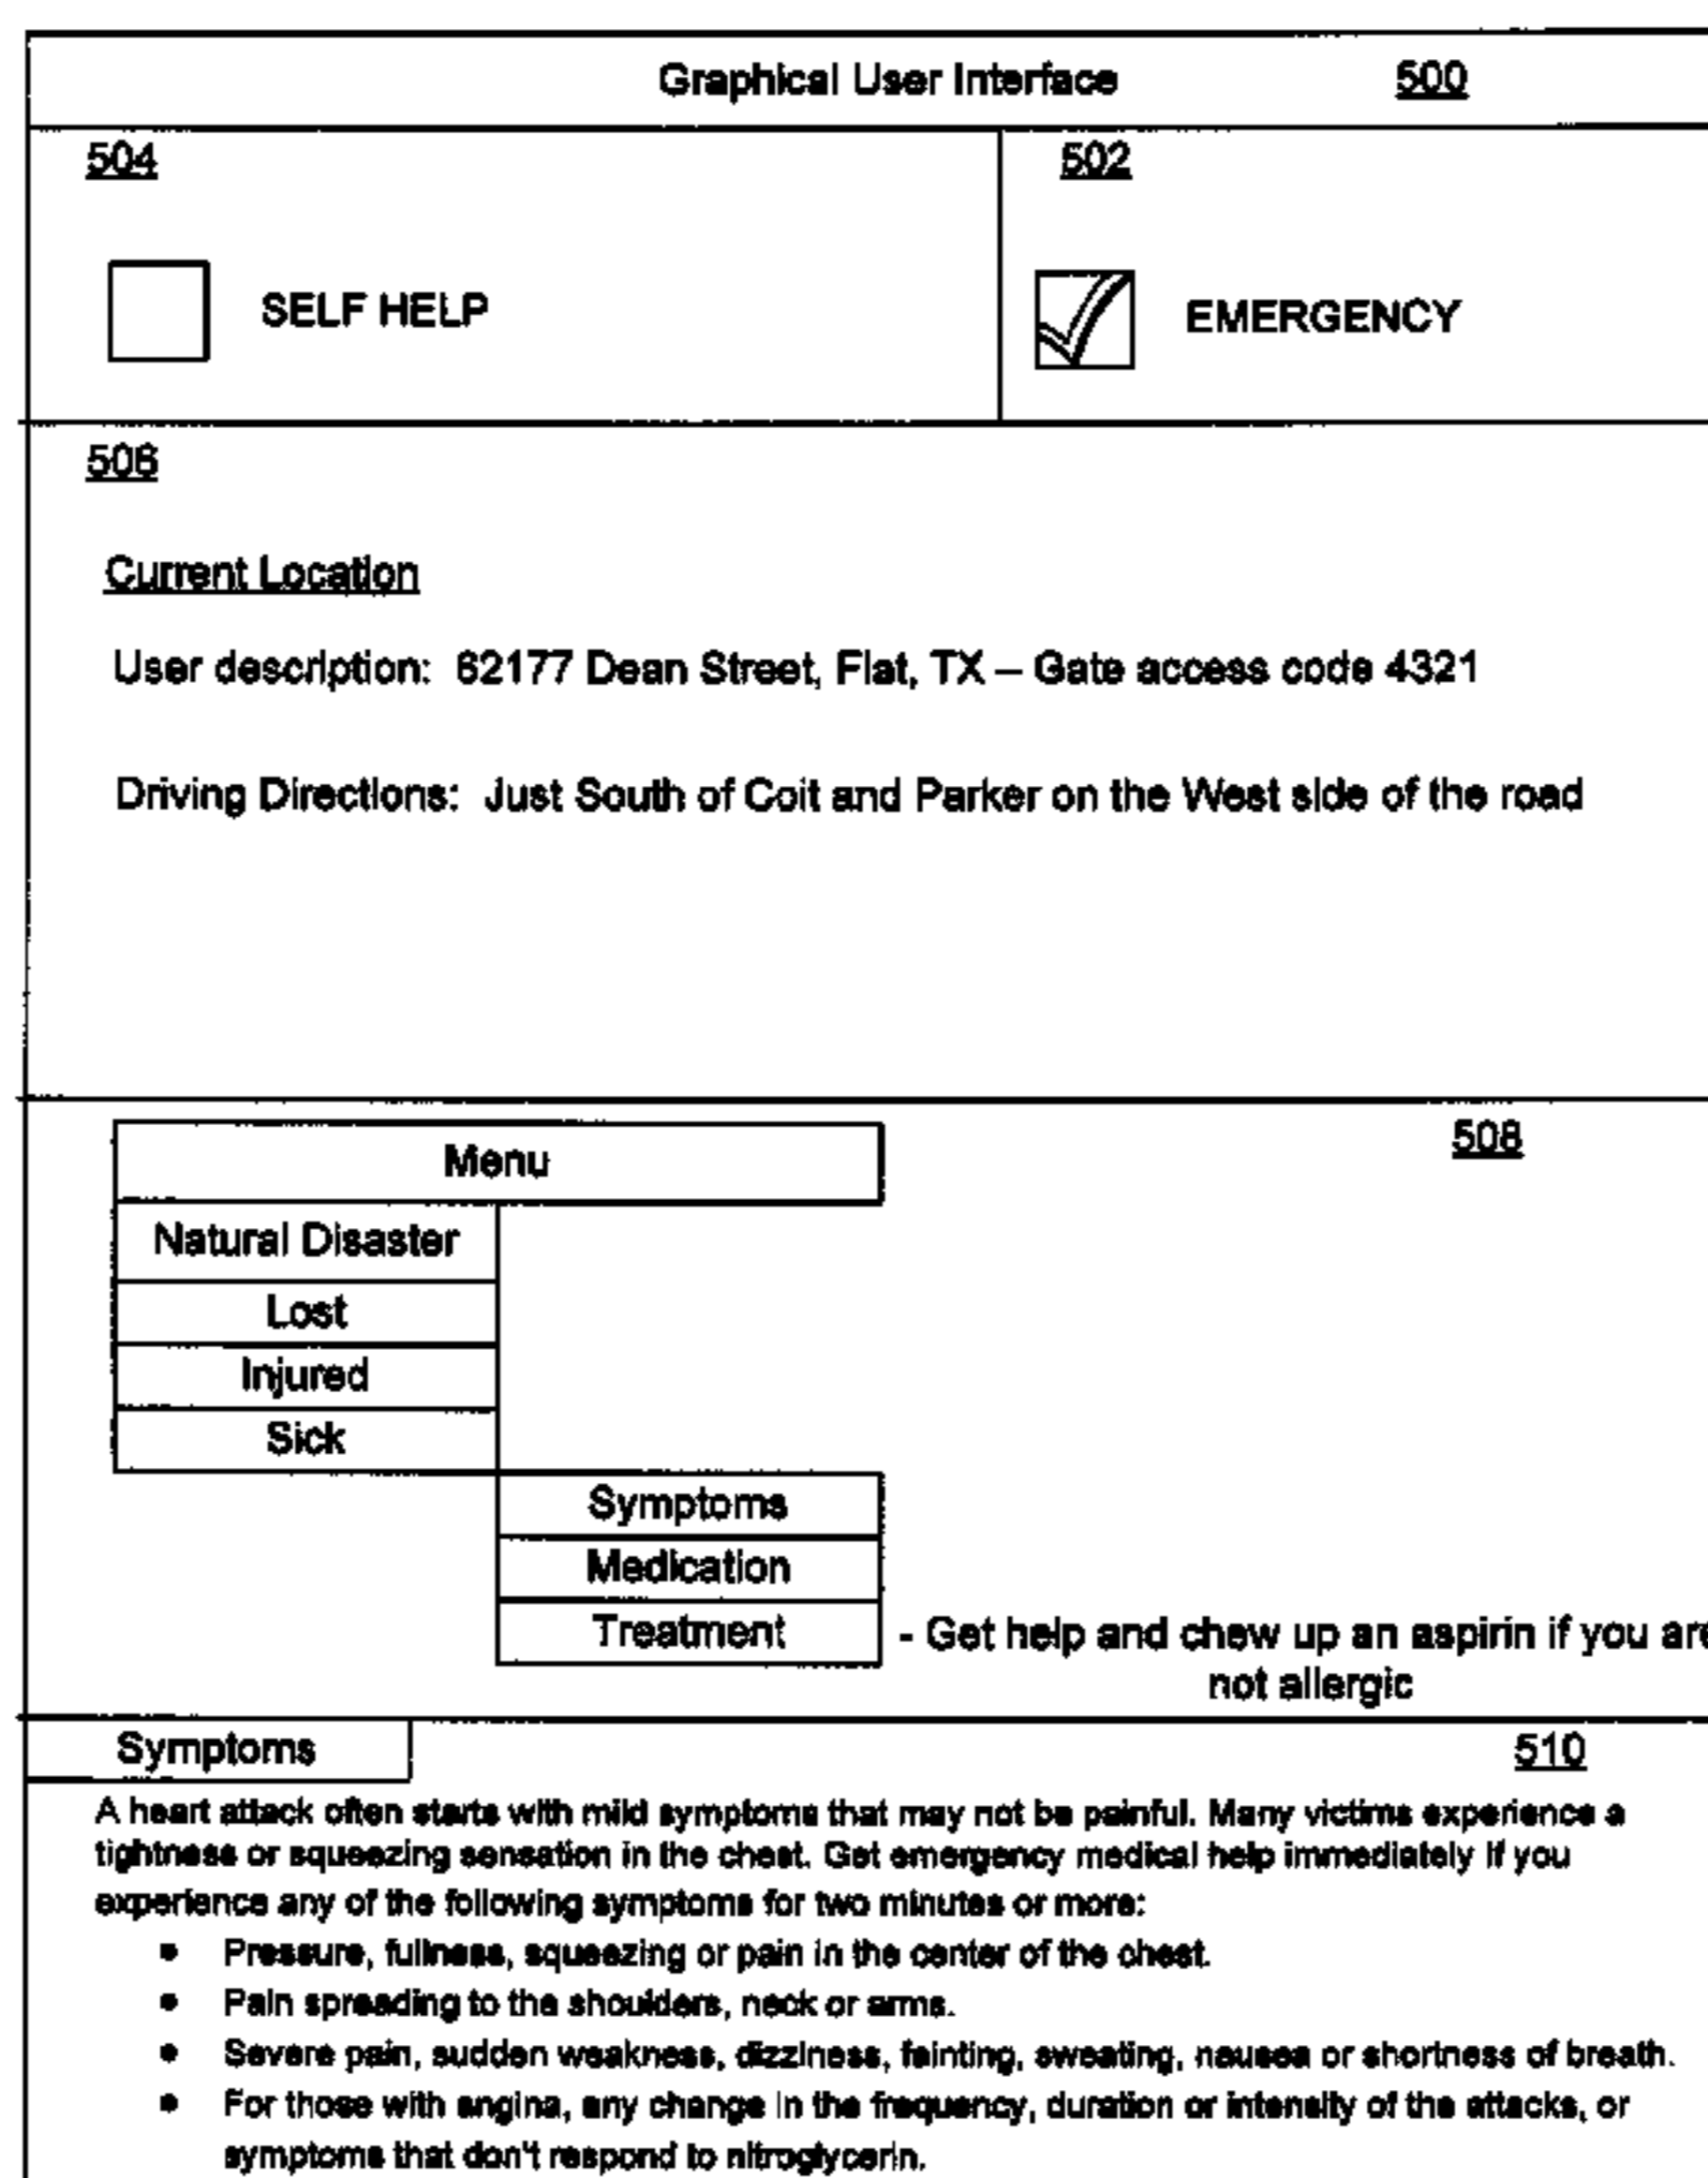 Graphical User Interface 500
504
502
SELF HELP
EMERGENCY
506
Current Location
User description: 62177 Dean Street, Flat, TX – Gate access code 4321
Driving Directions: Just South of Coit and Parker on the West side of the road
508
Menu
Natural Disaster
Lost
Injured
Sick
Symptoms
Medication
Treatment - Get help and chew up an aspirin if you are
not allergic
Symptoms 510
A heart attack often starts with mild symptoms that may not be painful. Many victims experience a
tightness or squeezing sensation in the chest. Get emergency medical help immediately if you
experience any of the following symptoms for two minutes or more:
• Pressure, fullness, squeezing or pain in the center of the chest.
• Pain spreading to the shoulders, neck or arms.
• Severe pain, sudden weakness, dizziness, fainting, sweating, nausea or shortness of breath.
• For those with angina, any change in the frequency, duration or intensity of the attacks, or
symptoms that don't respond to nitroglycerin.